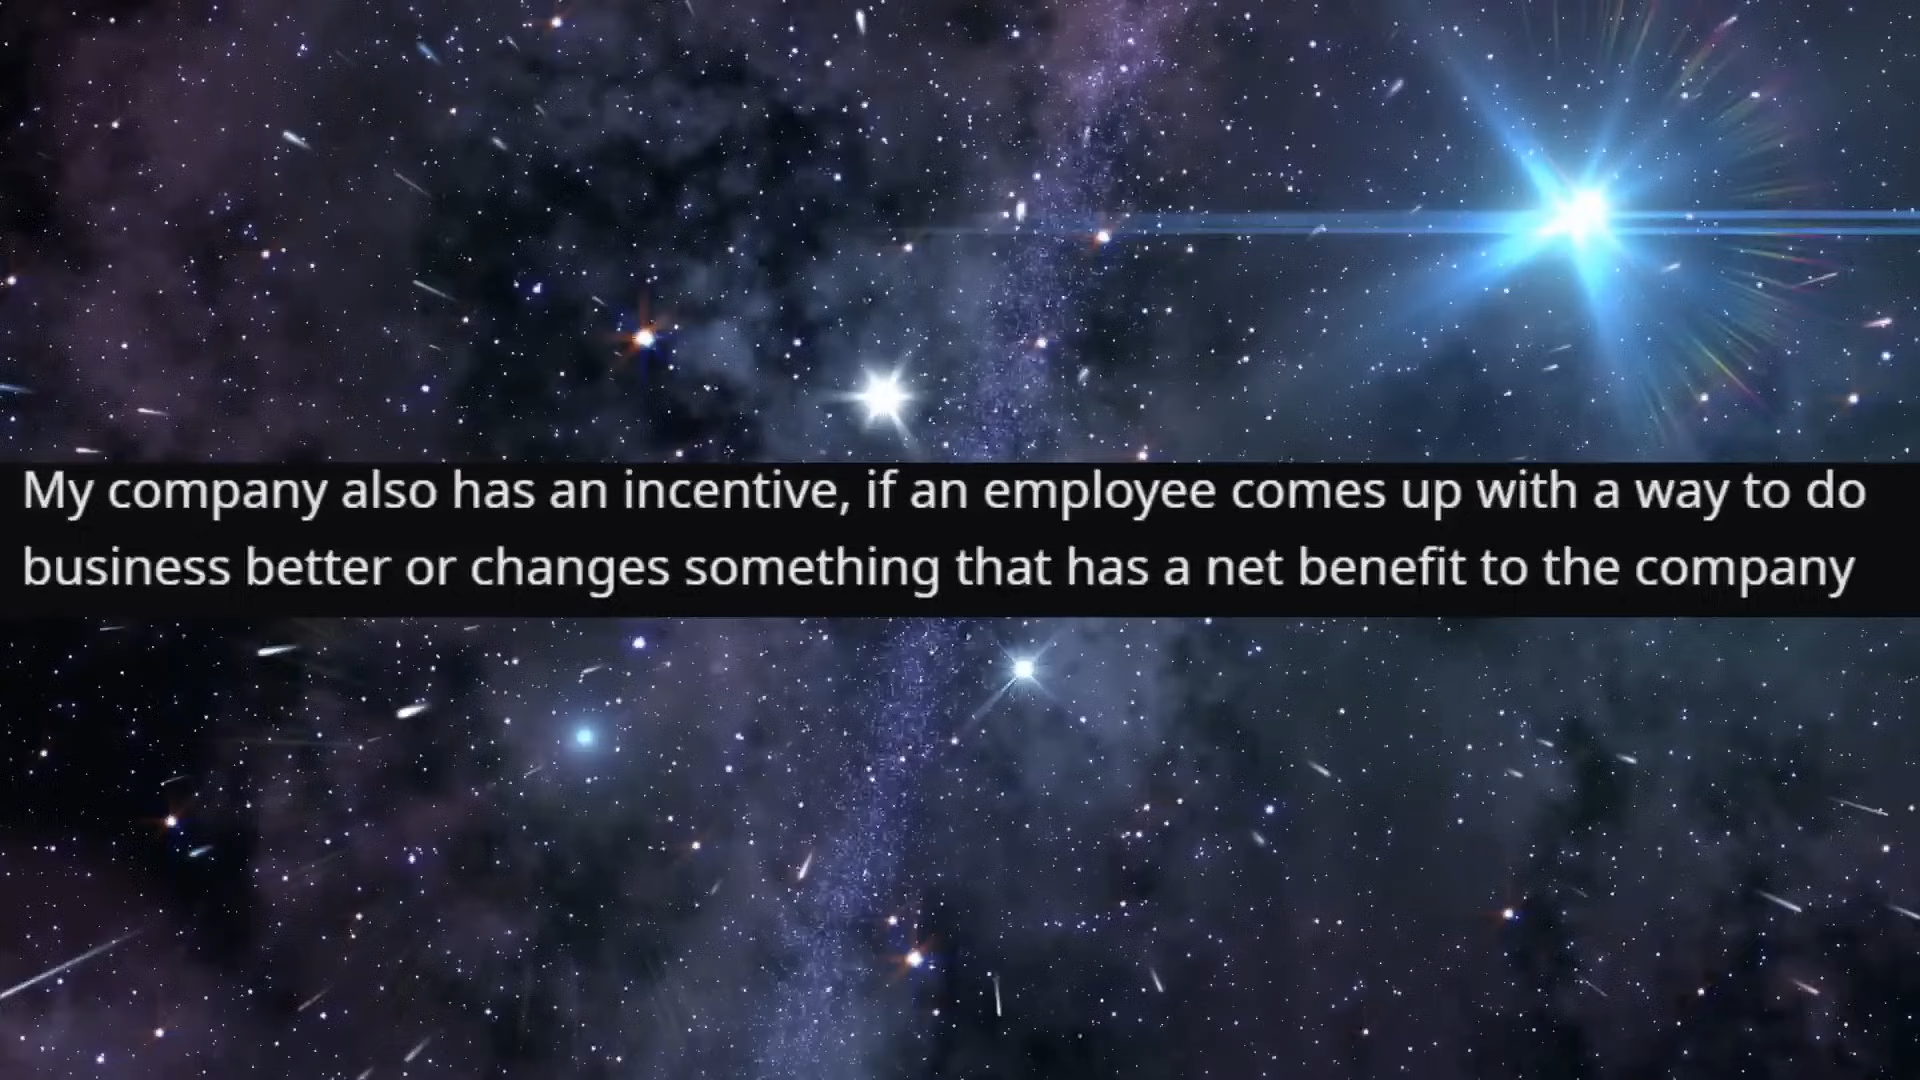 My company also has an incentive, if an employee comes up with a way to do
business better or changes something that has a net benefit to the company